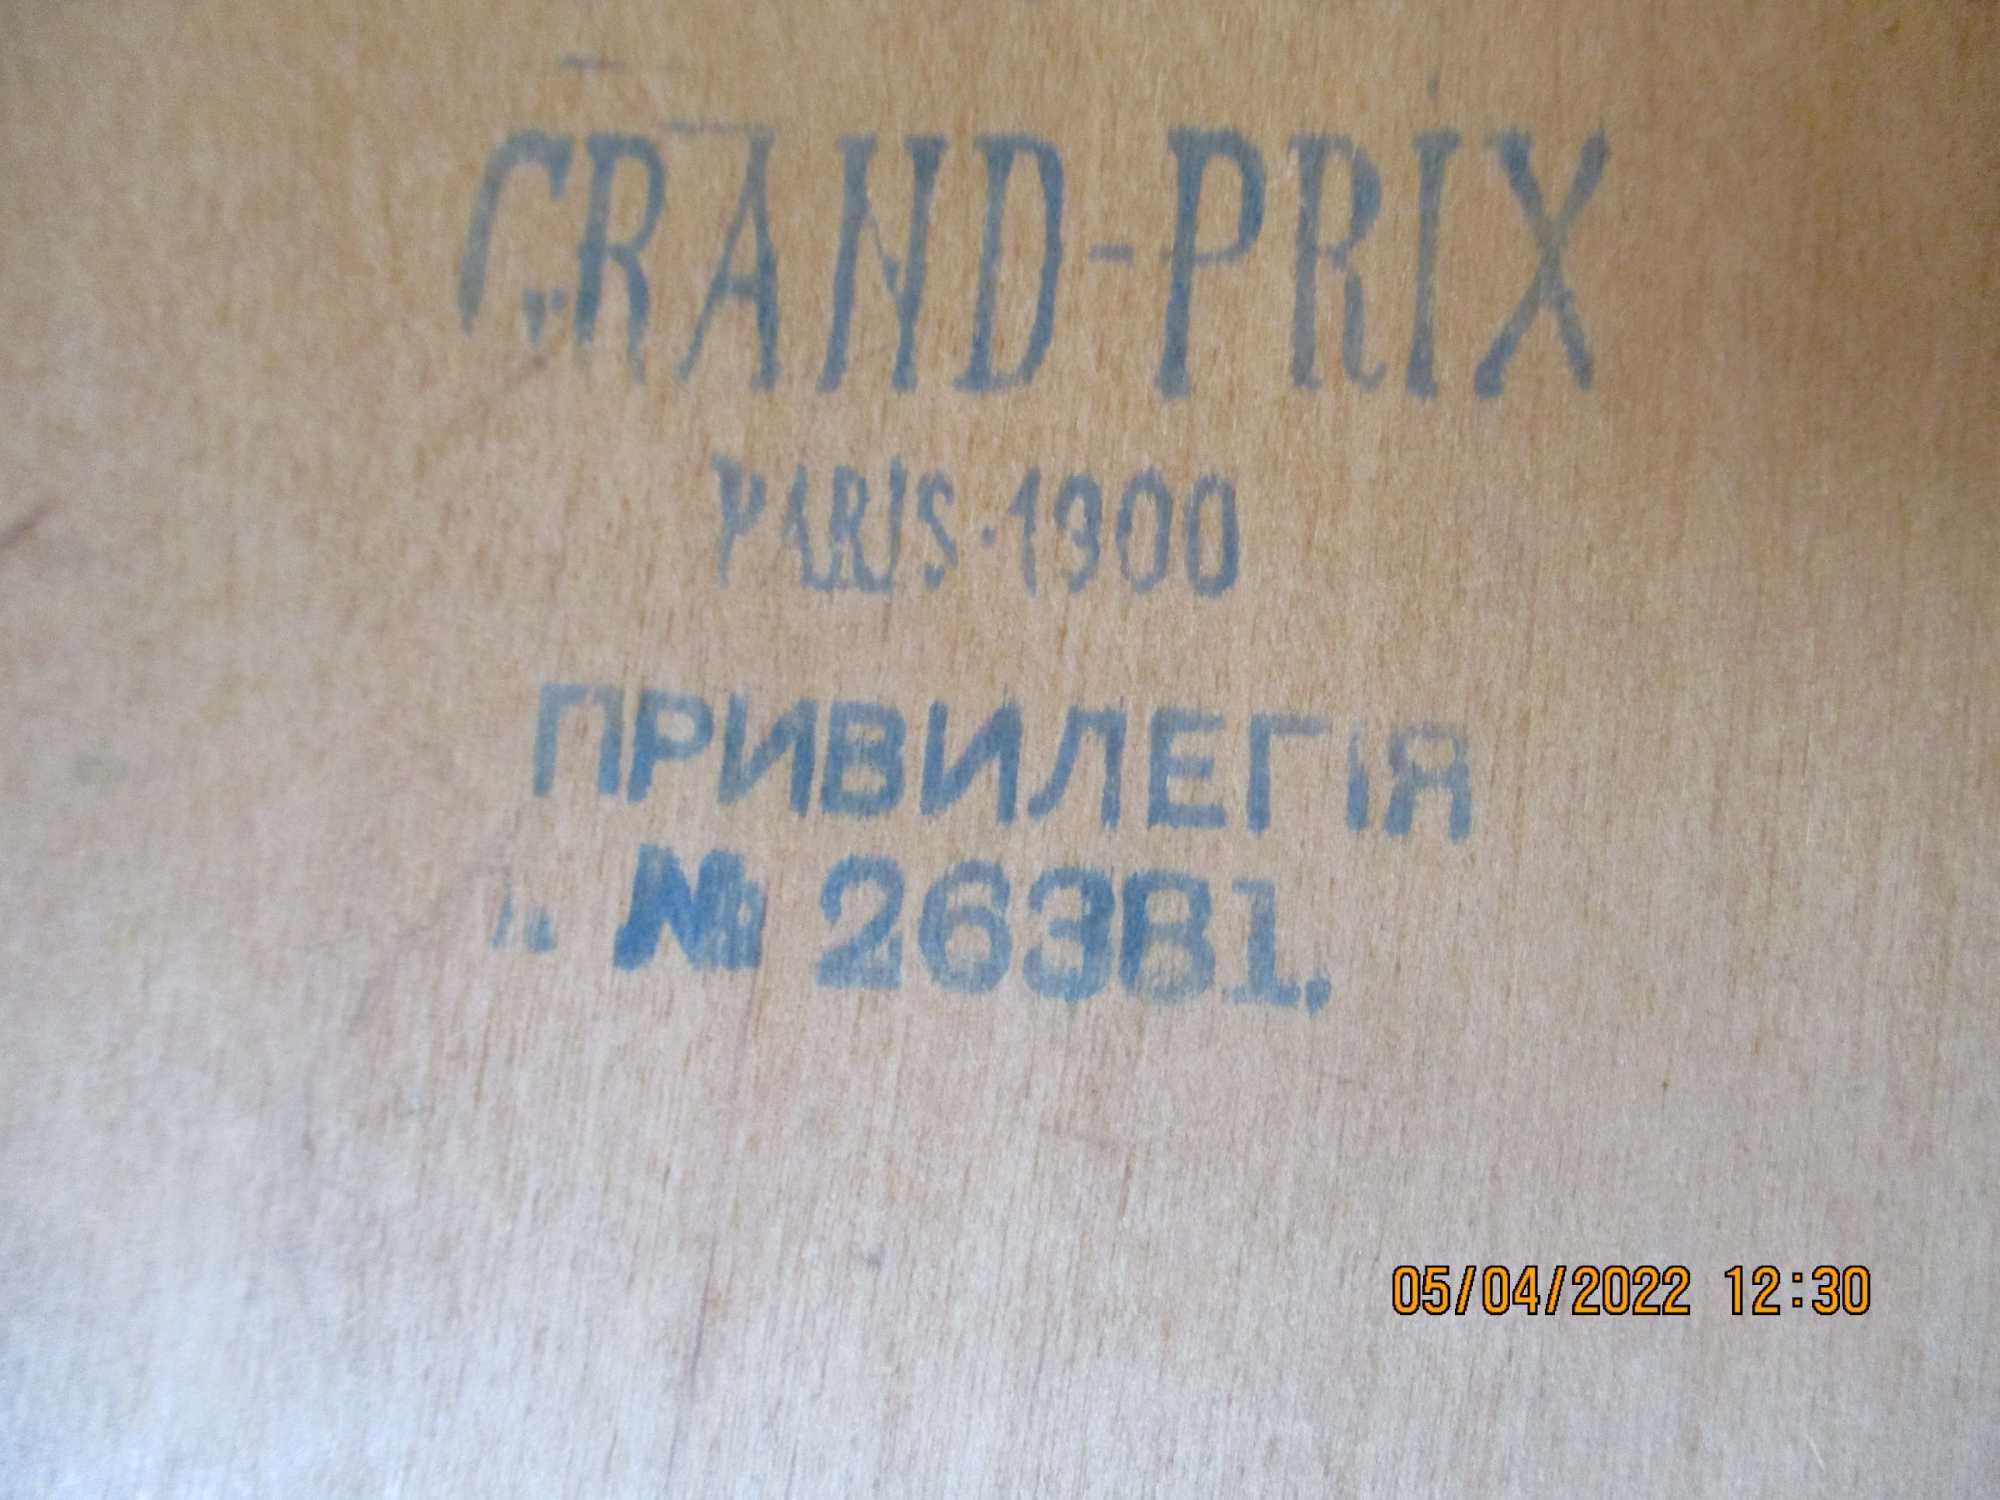 GRAND-PRIX
PARIS·1900
ПРИВИЛЕГІЯ
№ 26381.
05/04/2022 12:30